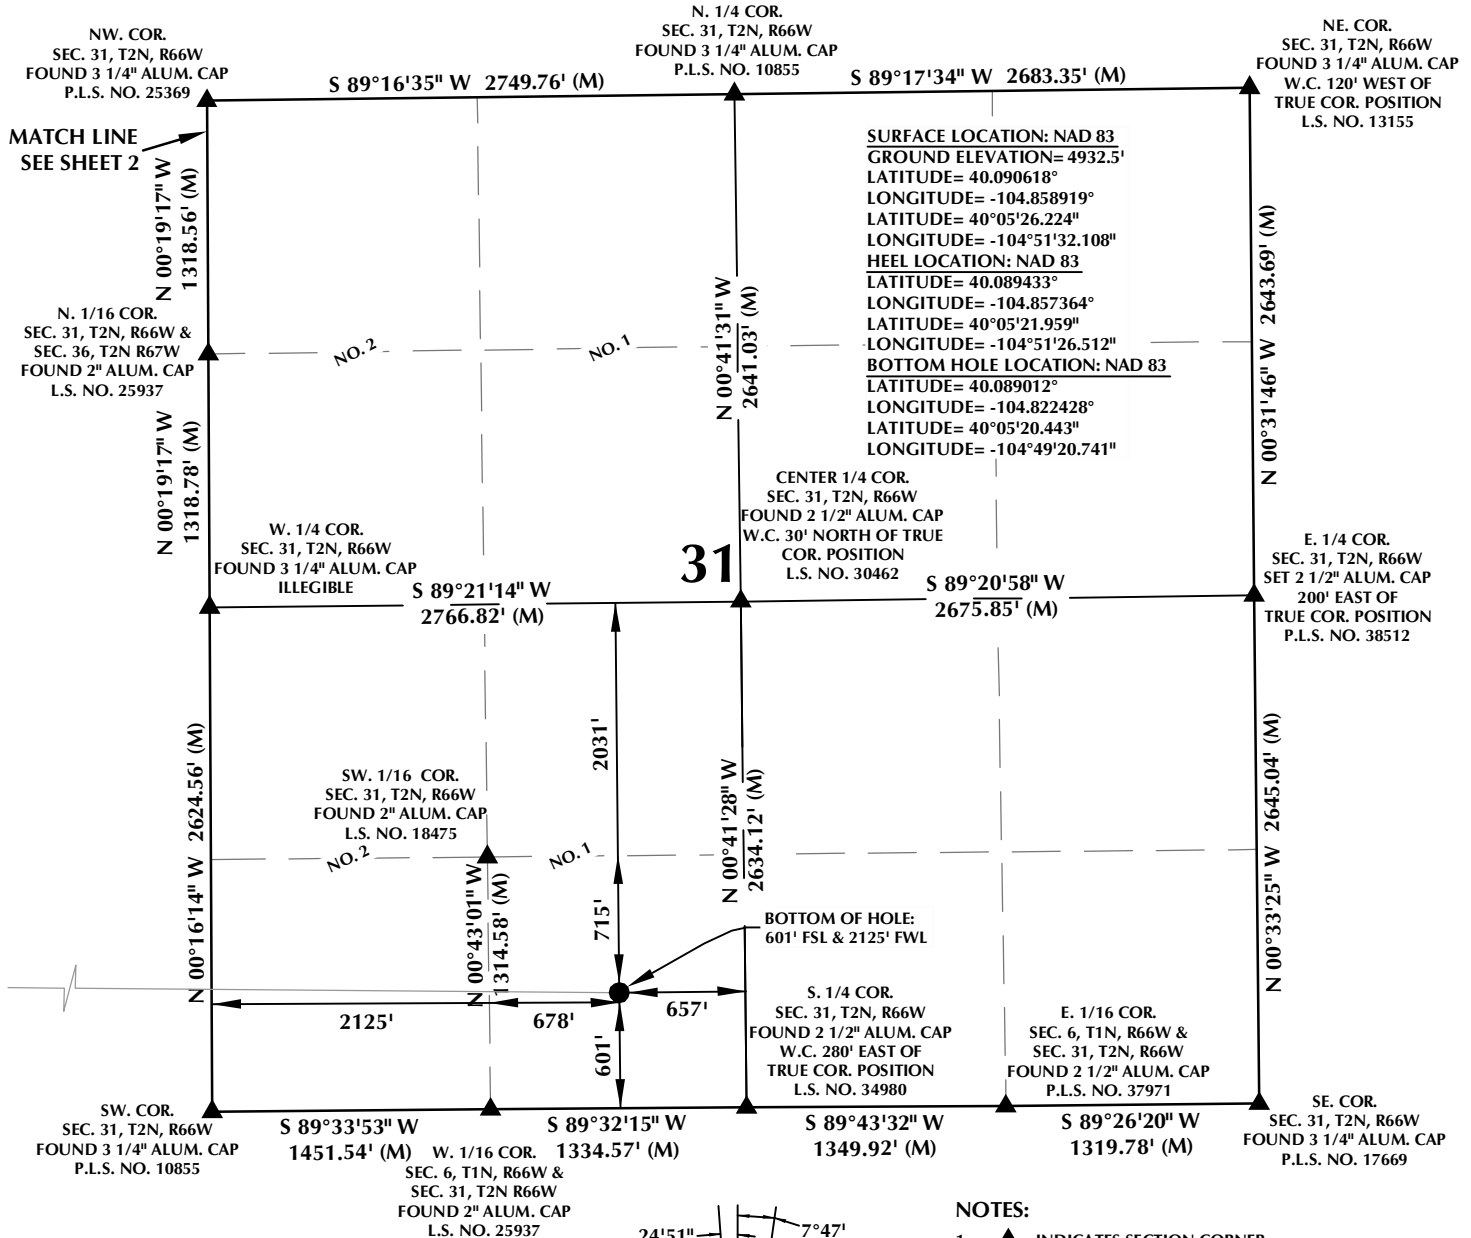 NW. COR.
SEC. 31, T2N, R66W
FOUND 3 1/4" ALUM. CAP
P.L.S. NO. 25369
N. 1/4 COR.
SEC. 31, T2N, R66W
FOUND 3 1/4" ALUM. CAP
P.L.S. NO. 10855
NE. COR.
SEC. 31, T2N, R66W
FOUND 3 1/4" ALUM. CAP
W.C. 120' WEST OF
TRUE COR. POSITION
L.S. NO. 13155
S 89°16'35" W 2749.76' (M)
S 89°17'34" W 2683.35' (M)
MATCH LINE
SEE SHEET 2
N 00°19'17" W
1318.56' (M)
SURFACE LOCATION: NAD 83
GROUND ELEVATION= 4932.5'
LATITUDE= 40.090618°
LONGITUDE= -104.858919°
LATITUDE= 40°05'26.224"
LONGITUDE= -104°51'32.108"
HEEL LOCATION: NAD 83
LATITUDE= 40.089433°
LONGITUDE= -104.857364°
LATITUDE= 40°05'21.959"
LONGITUDE= -104°51'26.512"
BOTTOM HOLE LOCATION: NAD 83
LATITUDE= 40.089012°
LONGITUDE= -104.822428°
LATITUDE= 40°05'20.443"
LONGITUDE= -104°49'20.741"
N 00°31'46" W 2643.69' (M)
N 00°41'31" W
2641.03' (M)
N. 1/16 COR.
SEC. 31, T2N, R66W &
SEC. 36, T2N R67W
FOUND 2" ALUM. CAP
L.S. NO. 25937
NO. 2
NO. 1
N 00°19'17" W
1318.78' (M)
W. 1/4 COR.
SEC. 31, T2N, R66W
FOUND 3 1/4" ALUM. CAP
ILLEGIBLE
31
CENTER 1/4 COR.
SEC. 31, T2N, R66W
FOUND 2 1/2" ALUM. CAP
W.C. 30' NORTH OF TRUE
COR. POSITION
L.S. NO. 30462
E. 1/4 COR.
SEC. 31, T2N, R66W
SET 2 1/2" ALUM. CAP
200' EAST OF
TRUE COR. POSITION
P.L.S. NO. 38512
S 89°21'14" W
2766.82' (M)
S 89°20'58" W
2675.85' (M)
N 00°16'14" W 2624.56' (M)
2031'
N 00°41'28" W
2634.12' (M)
N 00°33'25" W 2645.04' (M)
SW. 1/16 COR.
SEC. 31, T2N, R66W
FOUND 2" ALUM. CAP
L.S. NO. 18475
NO. 2
NO. 1
N 00°43'01" W
1314.58' (M)
715'
BOTTOM OF HOLE:
601' FSL & 2125' FWL
2125'
678'
657'
601'
S. 1/4 COR.
SEC. 31, T2N, R66W
FOUND 2 1/2" ALUM. CAP
W.C. 280' EAST OF
TRUE COR. POSITION
L.S. NO. 34980
E. 1/16 COR.
SEC. 6, T1N, R66W &
SEC. 31, T2N, R66W
FOUND 2 1/2" ALUM. CAP
P.L.S. NO. 37971
SW. COR.
SEC. 31, T2N, R66W
FOUND 3 1/4" ALUM. CAP
P.L.S. NO. 10855
S 89°33'53" W
1451.54' (M)
S 89°32'15" W
1334.57' (M)
S 89°43'32" W
1349.92' (M)
S 89°26'20" W
1319.78' (M)
SE. COR.
SEC. 31, T2N, R66W
FOUND 3 1/4" ALUM. CAP
P.L.S. NO. 17669
W. 1/16 COR.
SEC. 6, T1N, R66W &
SEC. 31, T2N R66W
FOUND 2" ALUM. CAP
L.S. NO. 25937
24'51"
7°47'
NOTES:
INDICATES SECTION CORNER